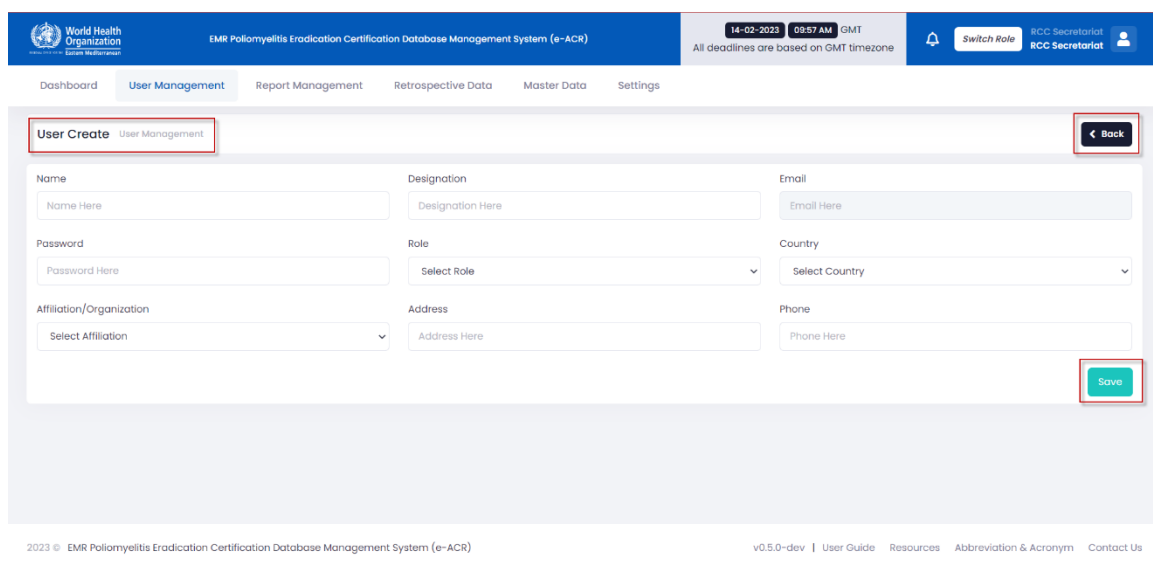 World Health
Organization
Eastern Mediterranean
EMR Poliomyelitis Eradication Certification Database Management System (e-ACR)
14-02-2023 09:57 AM GMT
All deadlines are based on GMT timezone
Switch Role
RCC Secretariat
RCC Secretariat
Dashboard User Management Report Management Retrospective Data Master Data Settings
User Create User Management
Back
Name Designation Email
Name Here Designation Here Email Here
Password Role Country
Password Here Select Role Select Country
Affiliation/Organization Address Phone
Select Affiliation Address Here Phone Here
Save
2023 © EMR Poliomyelitis Eradication Certification Database Management System (e-ACR) v0.5.0-dev | User Guide Resources Abbreviation & Acronym Contact Us